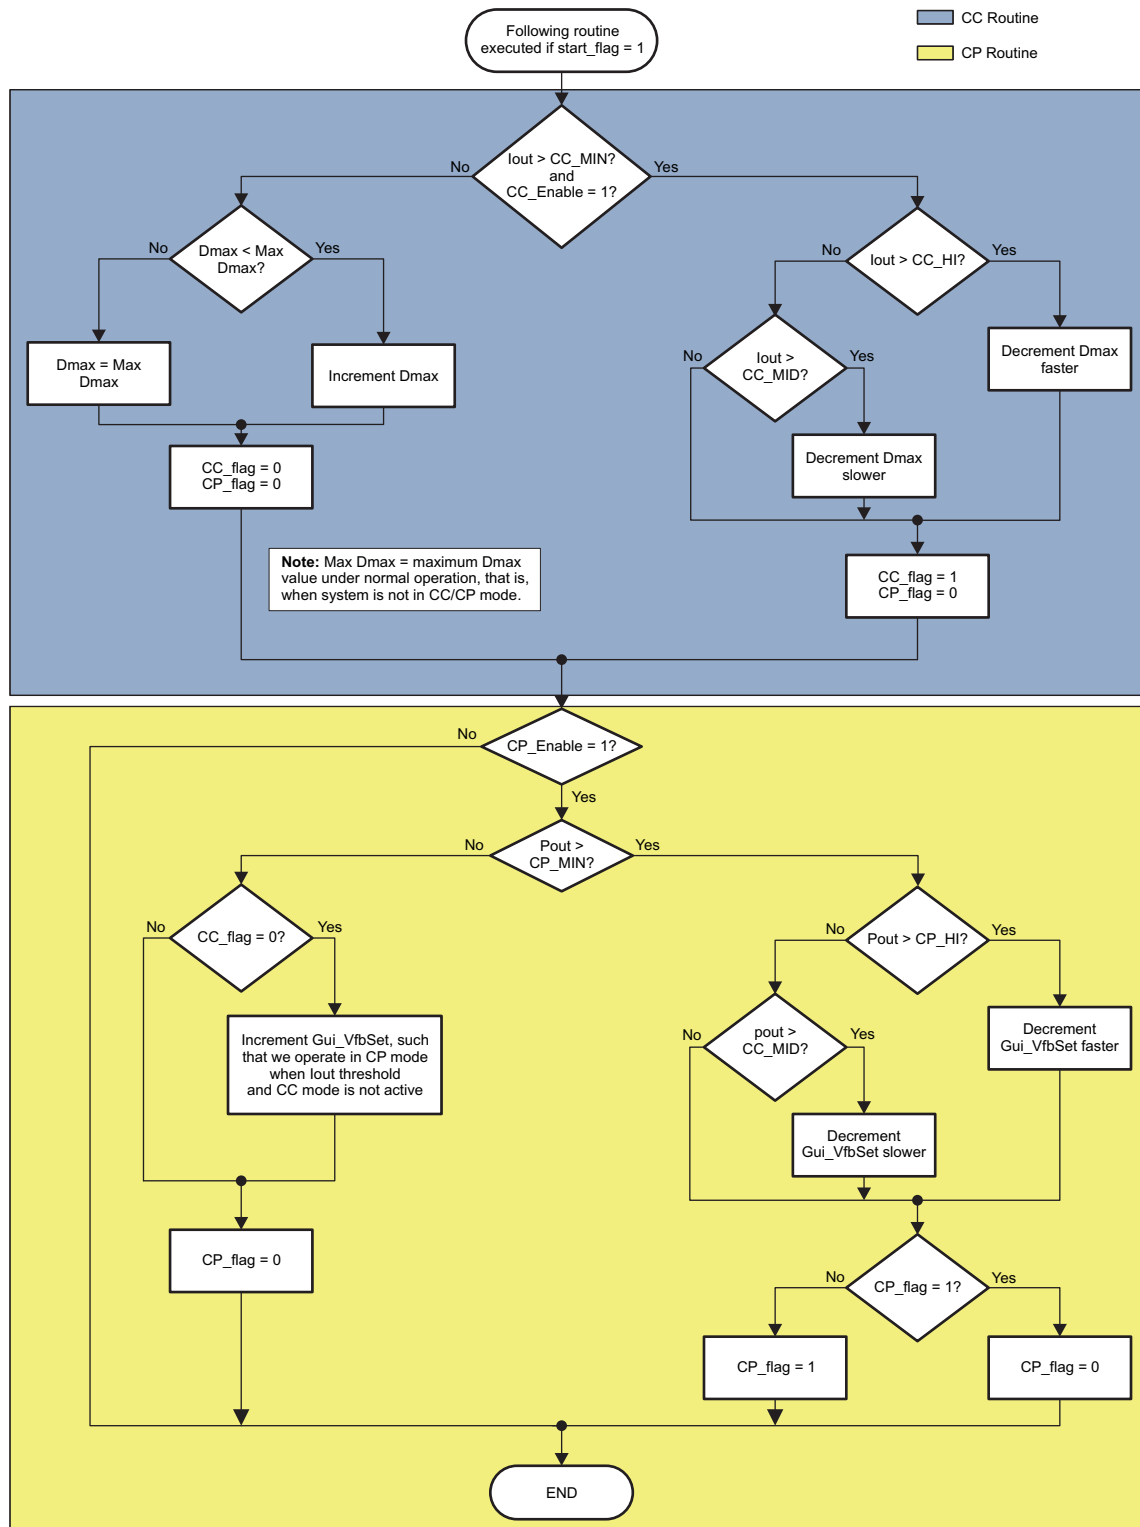 Following routine
executed if start_flag = 1
CC Routine
CP Routine
Iout > CC_MIN?
and
CC_Enable = 1?
No
Yes
Dmax < Max
Dmax?
No
Yes
Iout > CC_HI?
No
Yes
Dmax = Max
Dmax
Increment Dmax
Iout >
CC_MID?
No
Yes
Decrement Dmax
faster
Decrement Dmax
slower
CC_flag = 0
CP_flag = 0
Note: Max Dmax = maximum Dmax
value under normal operation, that is,
when system is not in CC/CP mode.
CC_flag = 1
CP_flag = 0
No
CP_Enable = 1?
Yes
No
Pout >
CP_MIN?
Yes
No
CC_flag = 0?
Yes
No
Pout > CP_HI?
Yes
Increment Gui_VfbSet, such
that we operate in CP mode
when Iout threshold
and CC mode is not active
No
pout >
CC_MID?
Yes
Decrement
Gui_VfbSet faster
Decrement
Gui_VfbSet slower
CP_flag = 0
No
CP_flag = 1?
Yes
CP_flag = 1
CP_flag = 0
END